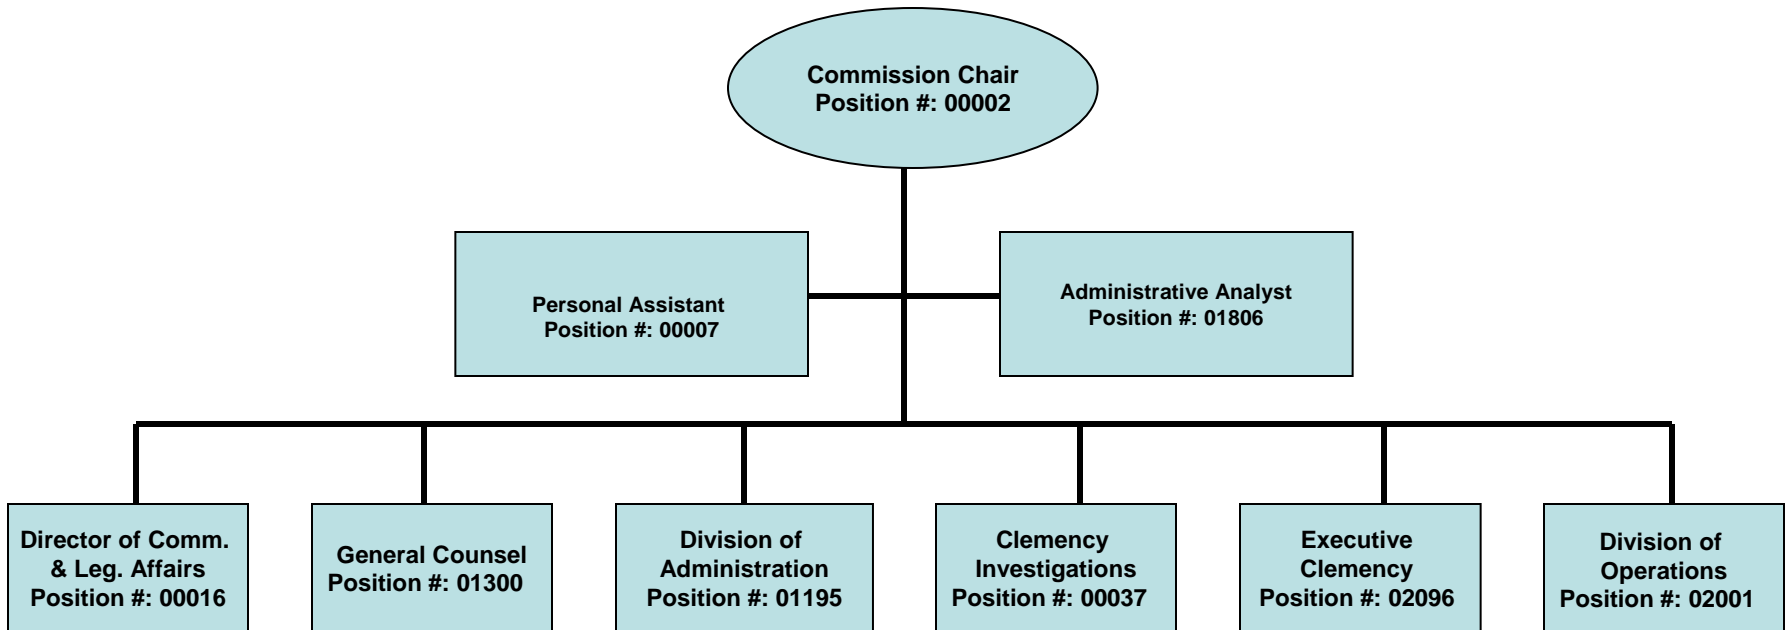 Commission Chair
Position #: 00002
Personal Assistant
Position #: 00007
Administrative Analyst
Position #: 01806
Director of Comm.
& Leg. Affairs
Position #: 00016
General Counsel
Position #: 01300
Division of
Administration
Position #: 01195
Clemency
Investigations
Position #: 00037
Executive
Clemency
Position #: 02096
Division of
Operations
Position #: 02001